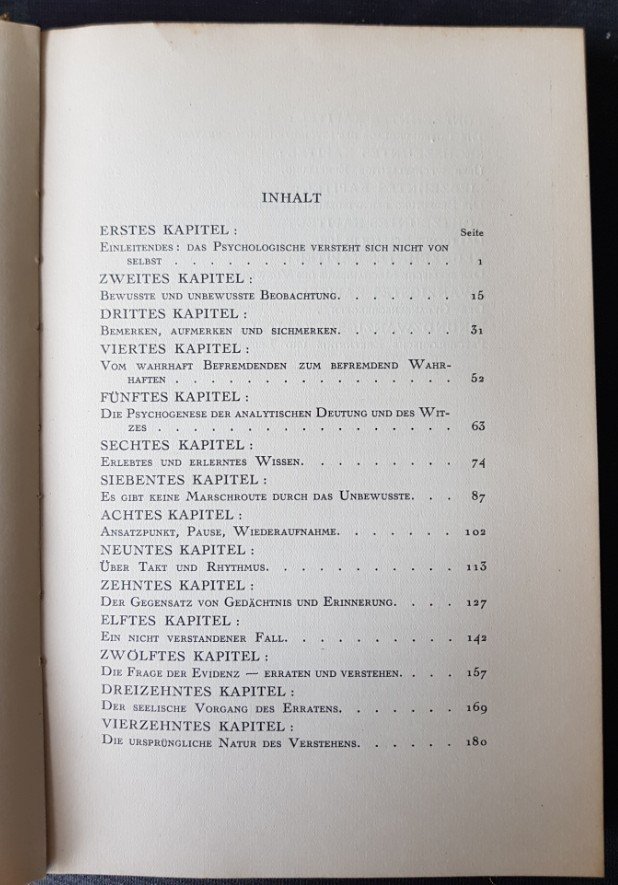 INHALT
ERSTES KAPITEL : Seite
EINLEITENDES : DAS PSYCHOLOGISCHE VERSTEHT SICH NICHT VON
SELBST . . . . . . . . . . . . . . . . 1
ZWEITES KAPITEL :
BEWUSSTE UND UNBEWUSSTE BEOBACHTUNG. . . . . . . 15
DRITTES KAPITEL :
BEMERKEN, AUFMERKEN UND SICHMERKEN. . . . . . . 31
VIERTES KAPITEL :
VOM WAHRHAFT BEFREMDENDEN ZUM BEFREMDEND WAHR-
HAFTEN . . . . . . . . . . . . . . . 52
FÜNFTES KAPITEL :
DIE PSYCHOGENESE DER ANALYTISCHEN DEUTUNG UND DES WIT-
ZES . . . . . . . . . . . . . . . . . 63
SECHTES KAPITEL :
ERLEBTES UND ERLERNTES WISSEN. . . . . . . . . 74
SIEBENTES KAPITEL :
ES GIBT KEINE MARSCHROUTE DURCH DAS UNBEWUSSTE. . . 87
ACHTES KAPITEL :
ANSATZPUNKT, PAUSE, WIEDERAUFNAHME. . . . . . . 102
NEUNTES KAPITEL :
ÜBER TAKT UND RHYTHMUS. . . . . . . . . . . 113
ZEHNTES KAPITEL :
DER GEGENSATZ VON GEDÄCHTNIS UND ERINNERUNG. . . . 127
ELFTES KAPITEL :
EIN NICHT VERSTANDENER FALL. . . . . . . . . . 142
ZWÖLFTES KAPITEL :
DIE FRAGE DER EVIDENZ — ERRATEN UND VERSTEHEN. . . . 157
DREIZEHNTES KAPITEL :
DER SEELISCHE VORGANG DES ERRATENS. . . . . . . 169
VIERZEHNTES KAPITEL :
DIE URSPRÜNGLICHE NATUR DES VERSTEHENS. . . . . . 180